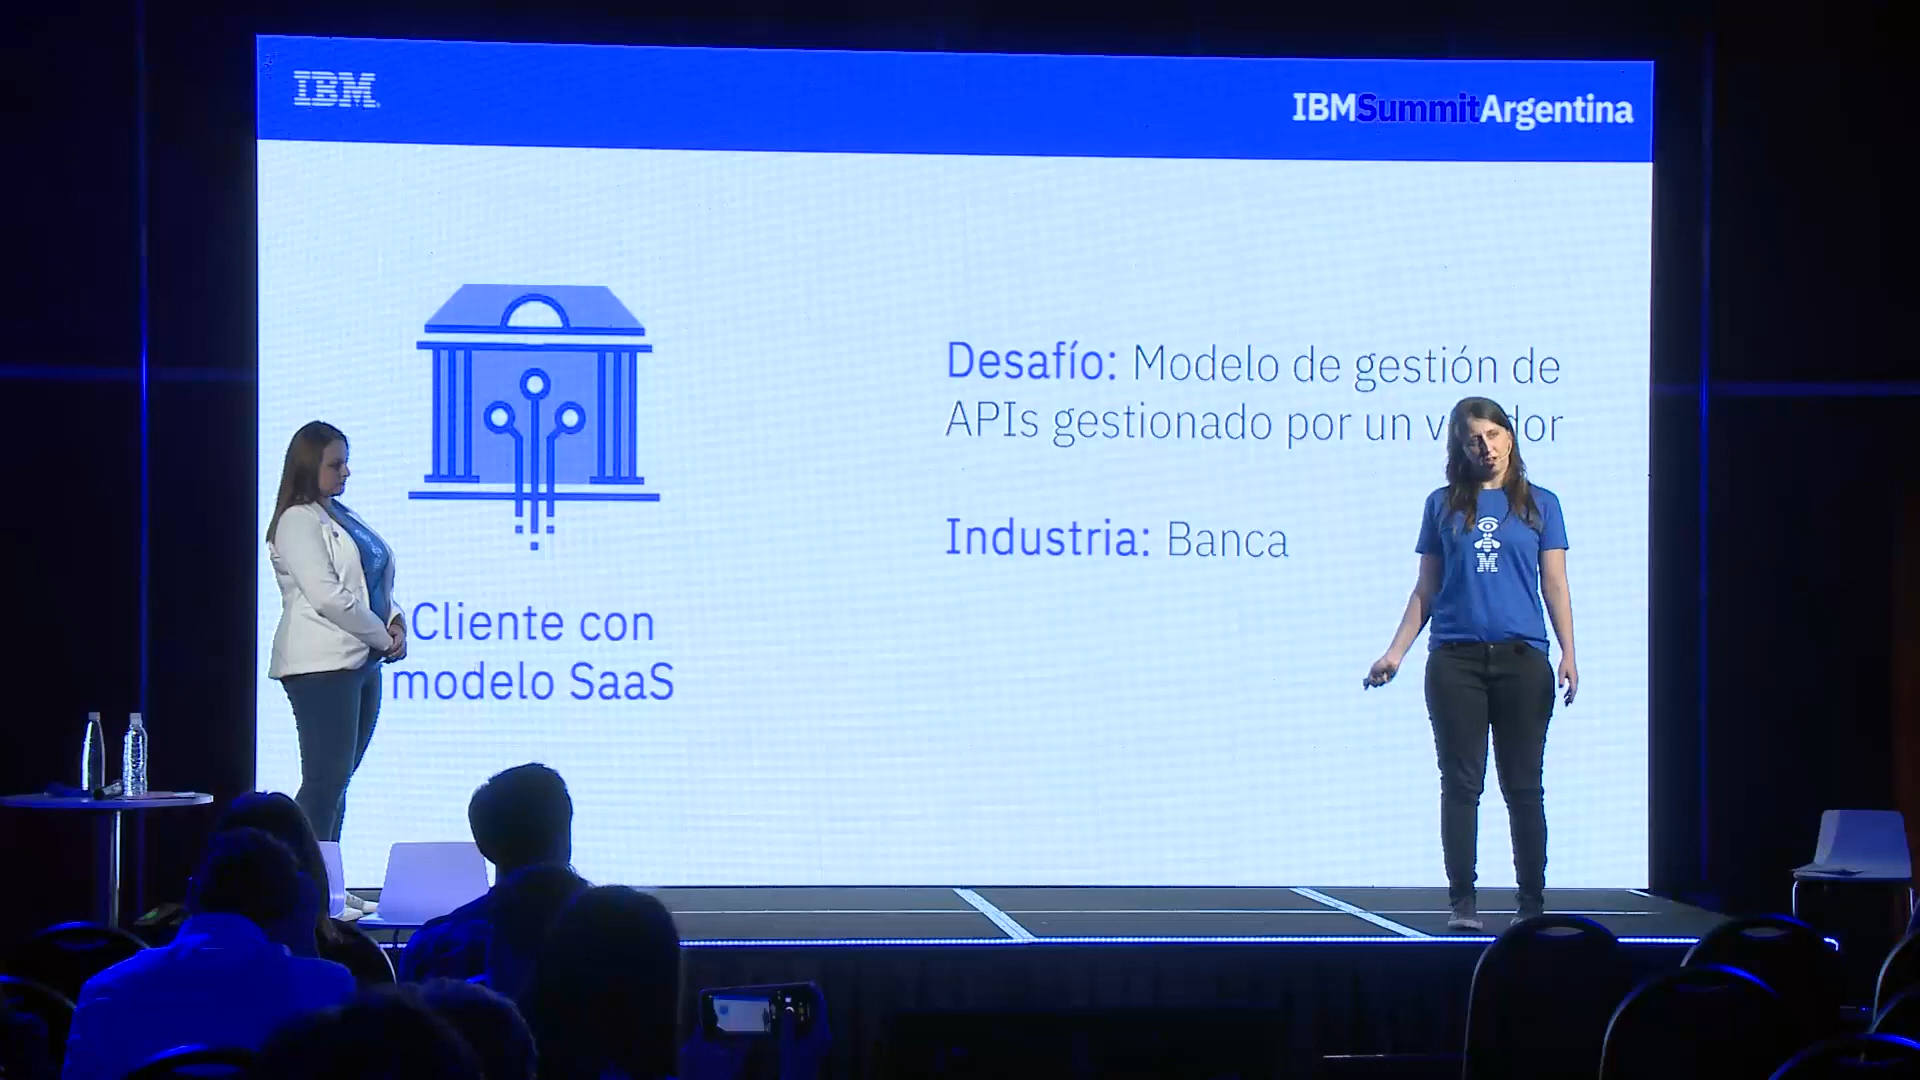 IBM
IBMSummitArgentina
Desafío: Modelo de gestión de
APIs gestionado por un
Industria: Banca
Cliente con
modelo SaaS
M